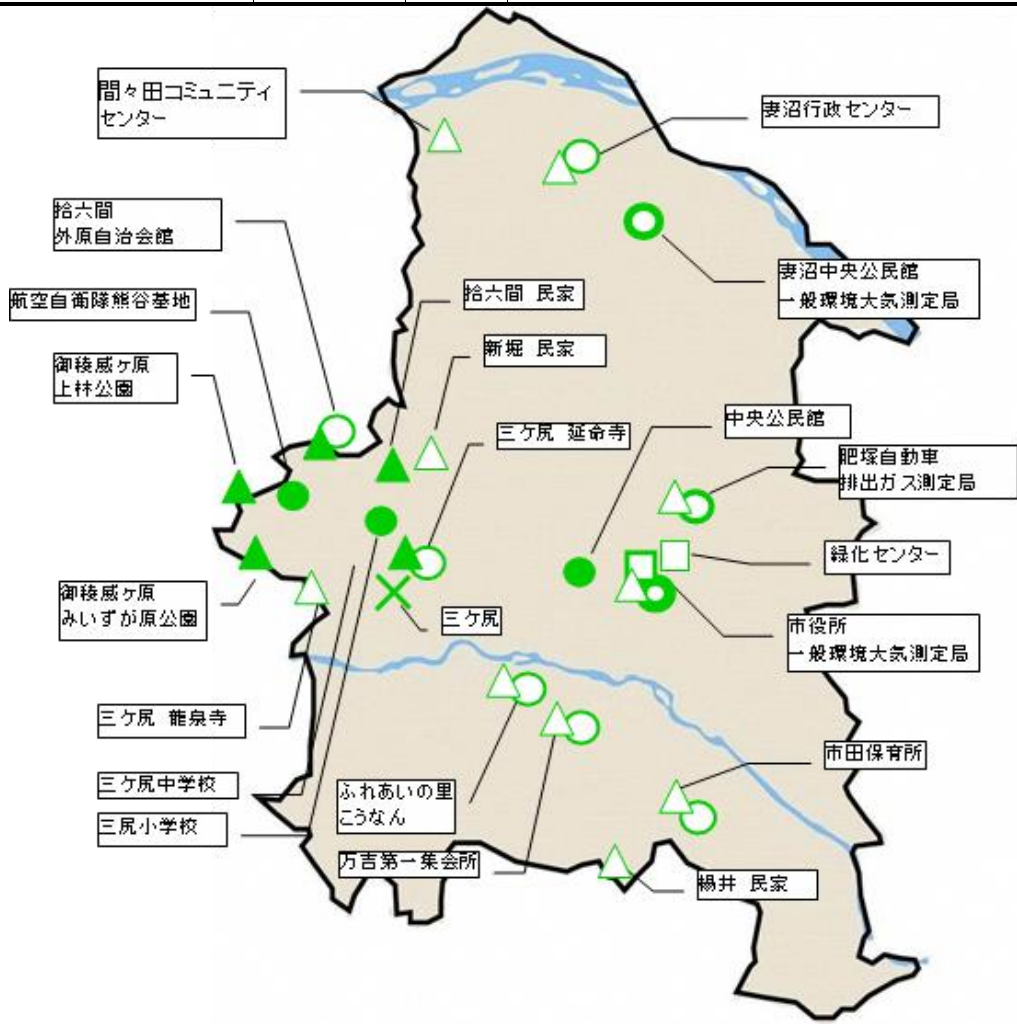 間々田コミュニティ
センター
妻沼行政センター
拾六間
外原自治会館
妻沼中央公民館
一般環境大気測定局
航空自衛隊熊谷基地
拾六間 民家
新堀 民家
御稜威ヶ原
上林公園
中央公民館
三ケ尻 延命寺
肥塚自動車
排出ガス測定局
緑化センター
御稜威ヶ原
みいずが原公園
三ケ尻
市役所
一般環境大気測定局
三ケ尻 龍泉寺
市田保育所
三ケ尻中学校
ふれあいの里
こうなん
三尻小学校
万吉第一集会所
楊井 民家